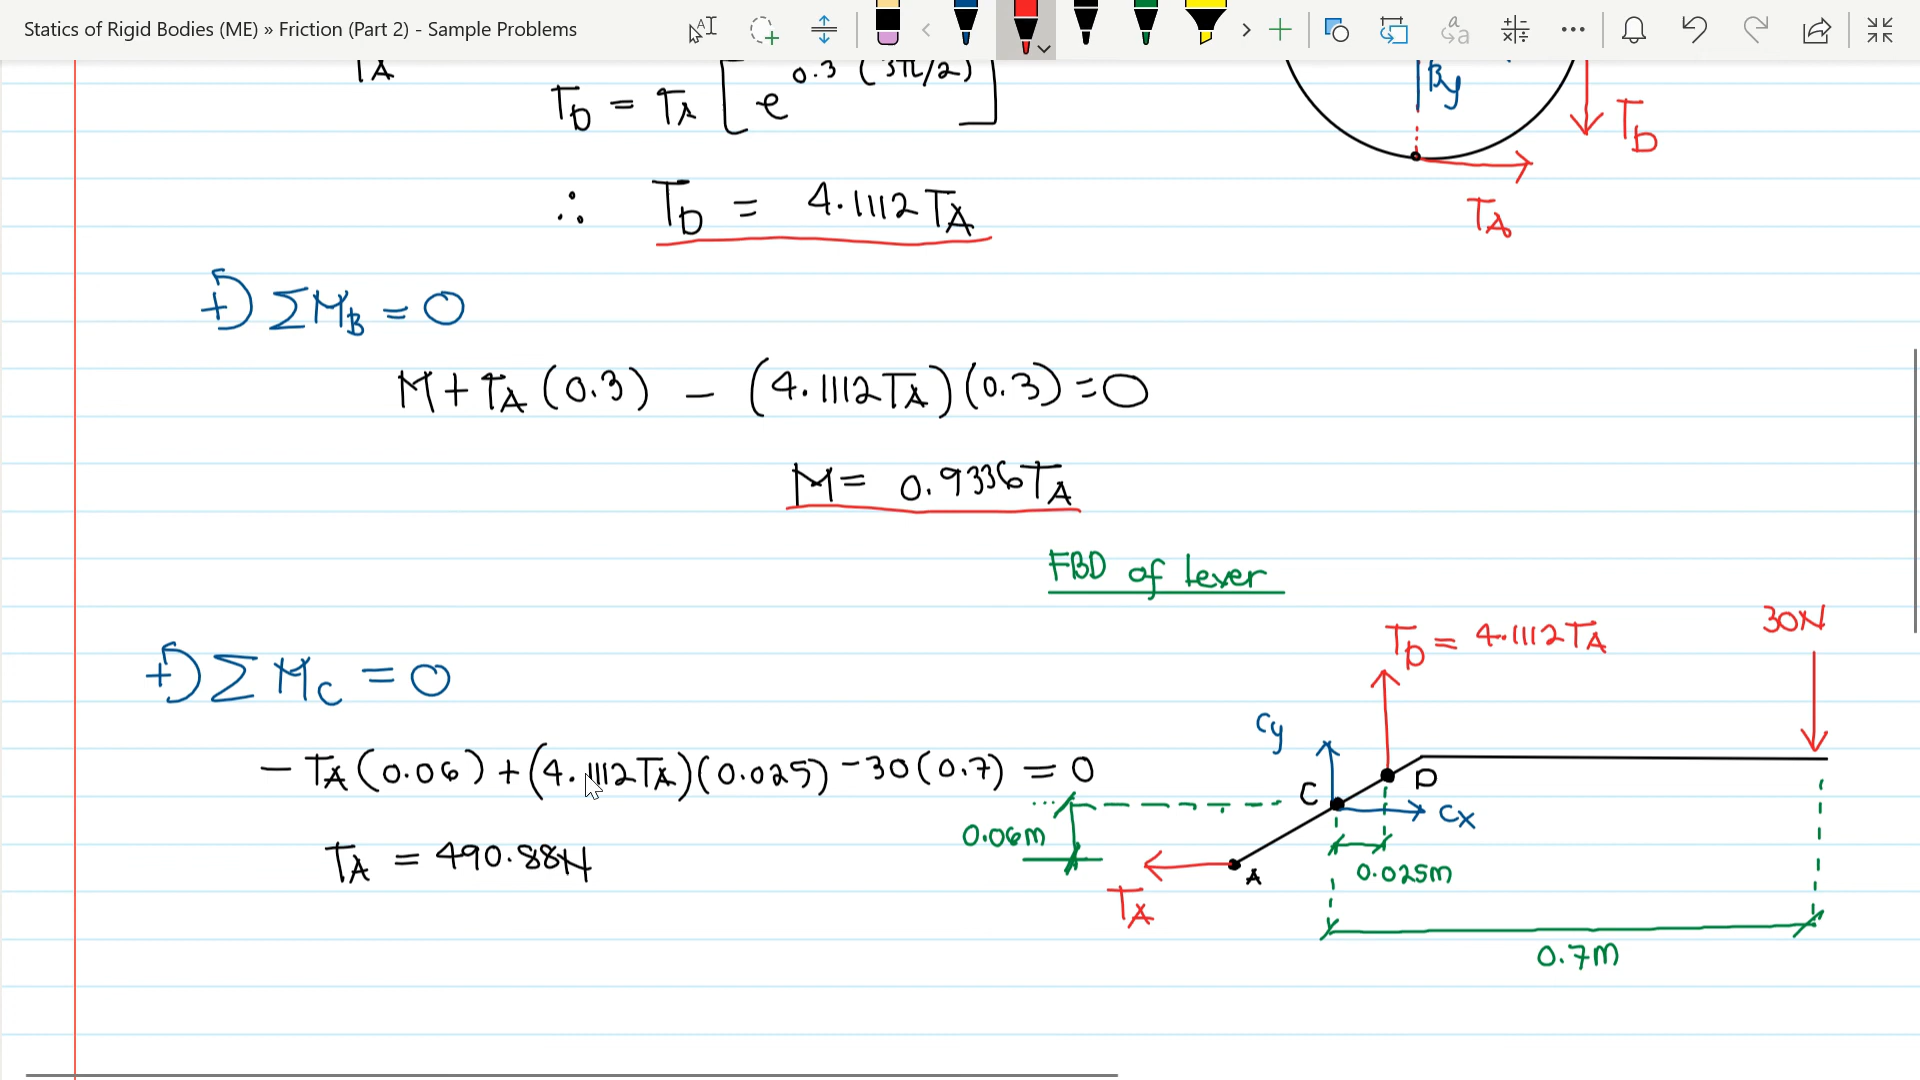 Statics of Rigid Bodies (ME) » Friction (Part 2) - Sample Problems
TA
TD = TA [e^0.3 (3π/2)]
By
TD
TA
∴ TD = 4.1112TA
+ ΣMB = 0
M + TA (0.3) - (4.1112TA)(0.3) = 0
M = 0.9336TA
FBD of lever
TD = 4.1112TA
30N
+ ΣMC = 0
Cy
- TA (0.06) + (4.1112TA)(0.025) - 30(0.7) = 0
C
D
Cx
0.06m
TA = 490.88N
A
0.025m
TA
0.7m